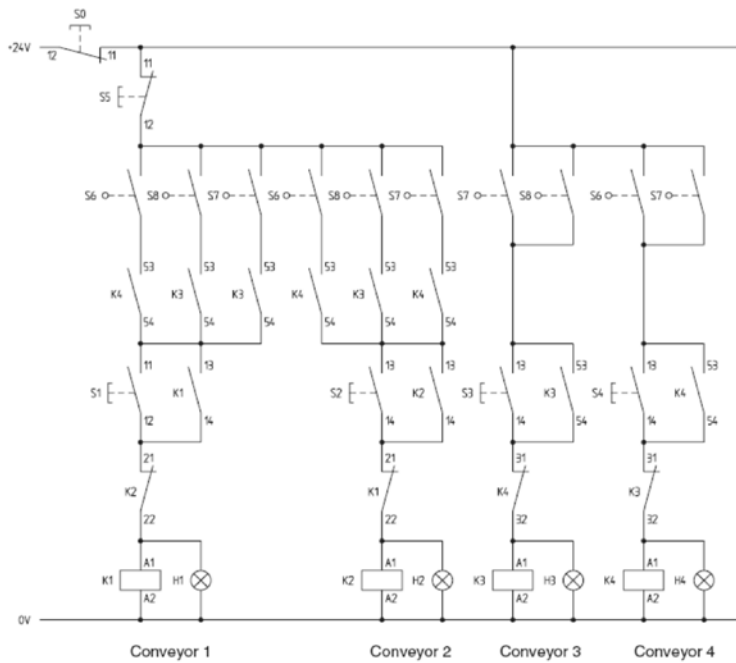 S0
+24V
12 11
11
S5
12
S6 S8 S7 S6 S8 S7 S7 S8 S6 S7
53 53 53 53 53 53
K4 K3 K3 K4 K3 K4
54 54 54 54 54 54
11 13 13 13 13 53 13 53
S1 K1 S2 K2 S3 K3 S4 K4
12 14 14 14 14 54 14 54
21 21 31 31
K2 K1 K4 K3
22 22 32 32
A1 A1 A1 A1
K1 H1 K2 H2 K3 H3 K4 H4
A2 A2 A2 A2
0V
Conveyor 1 Conveyor 2 Conveyor 3 Conveyor 4